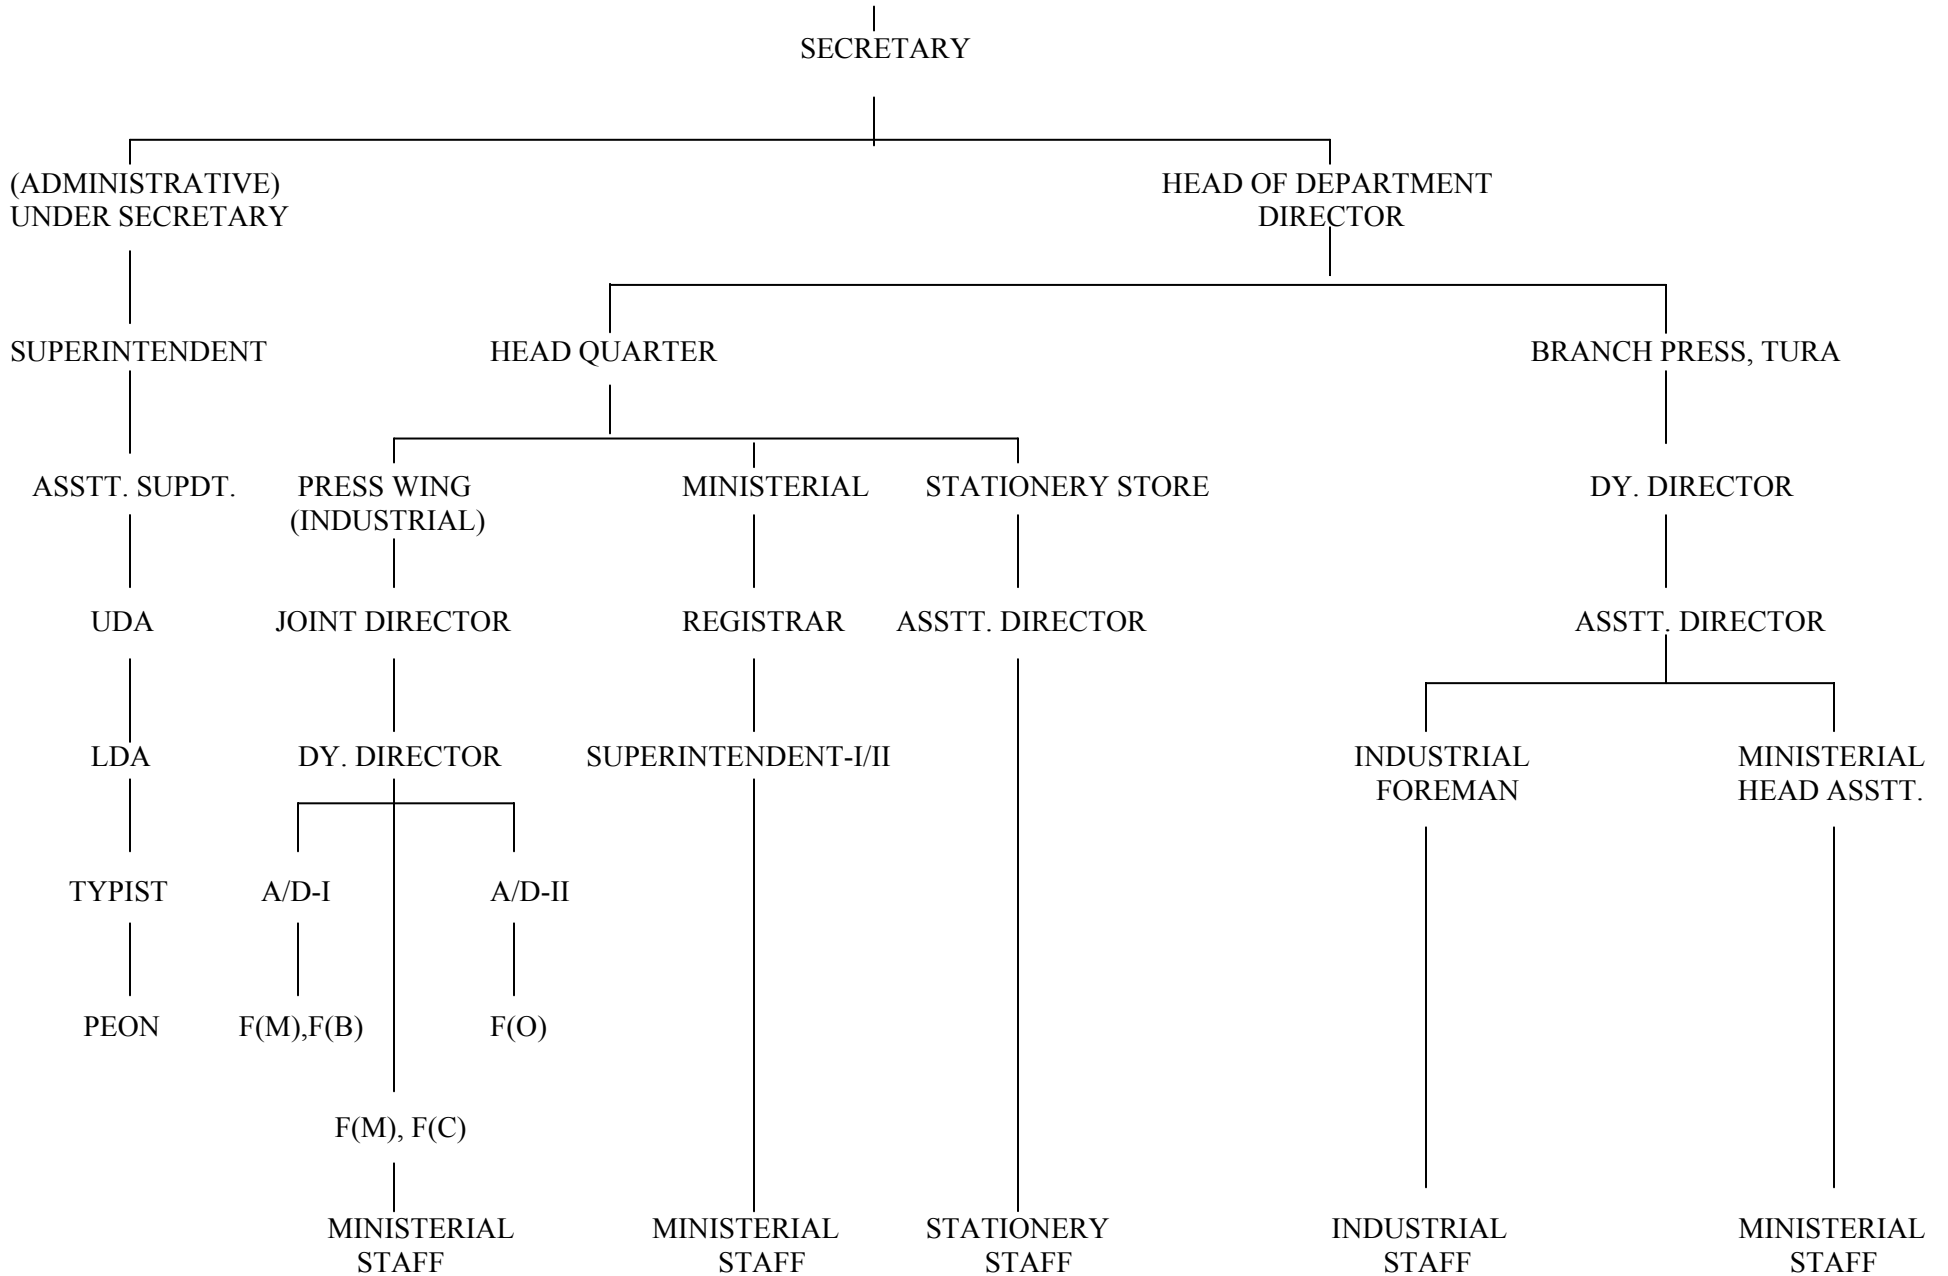 SECRETARY
(ADMINISTRATIVE)
UNDER SECRETARY
HEAD OF DEPARTMENT
DIRECTOR
SUPERINTENDENT
HEAD QUARTER
BRANCH PRESS, TURA
ASSTT. SUPDT.
PRESS WING
(INDUSTRIAL)
MINISTERIAL
STATIONERY STORE
DY. DIRECTOR
UDA
JOINT DIRECTOR
REGISTRAR
ASSTT. DIRECTOR
ASSTT. DIRECTOR
LDA
DY. DIRECTOR
SUPERINTENDENT-I/II
INDUSTRIAL
FOREMAN
MINISTERIAL
HEAD ASSTT.
TYPIST
A/D-I
A/D-II
PEON
F(M),F(B)
F(O)
F(M), F(C)
MINISTERIAL
STAFF
MINISTERIAL
STAFF
STATIONERY
STAFF
INDUSTRIAL
STAFF
MINISTERIAL
STAFF